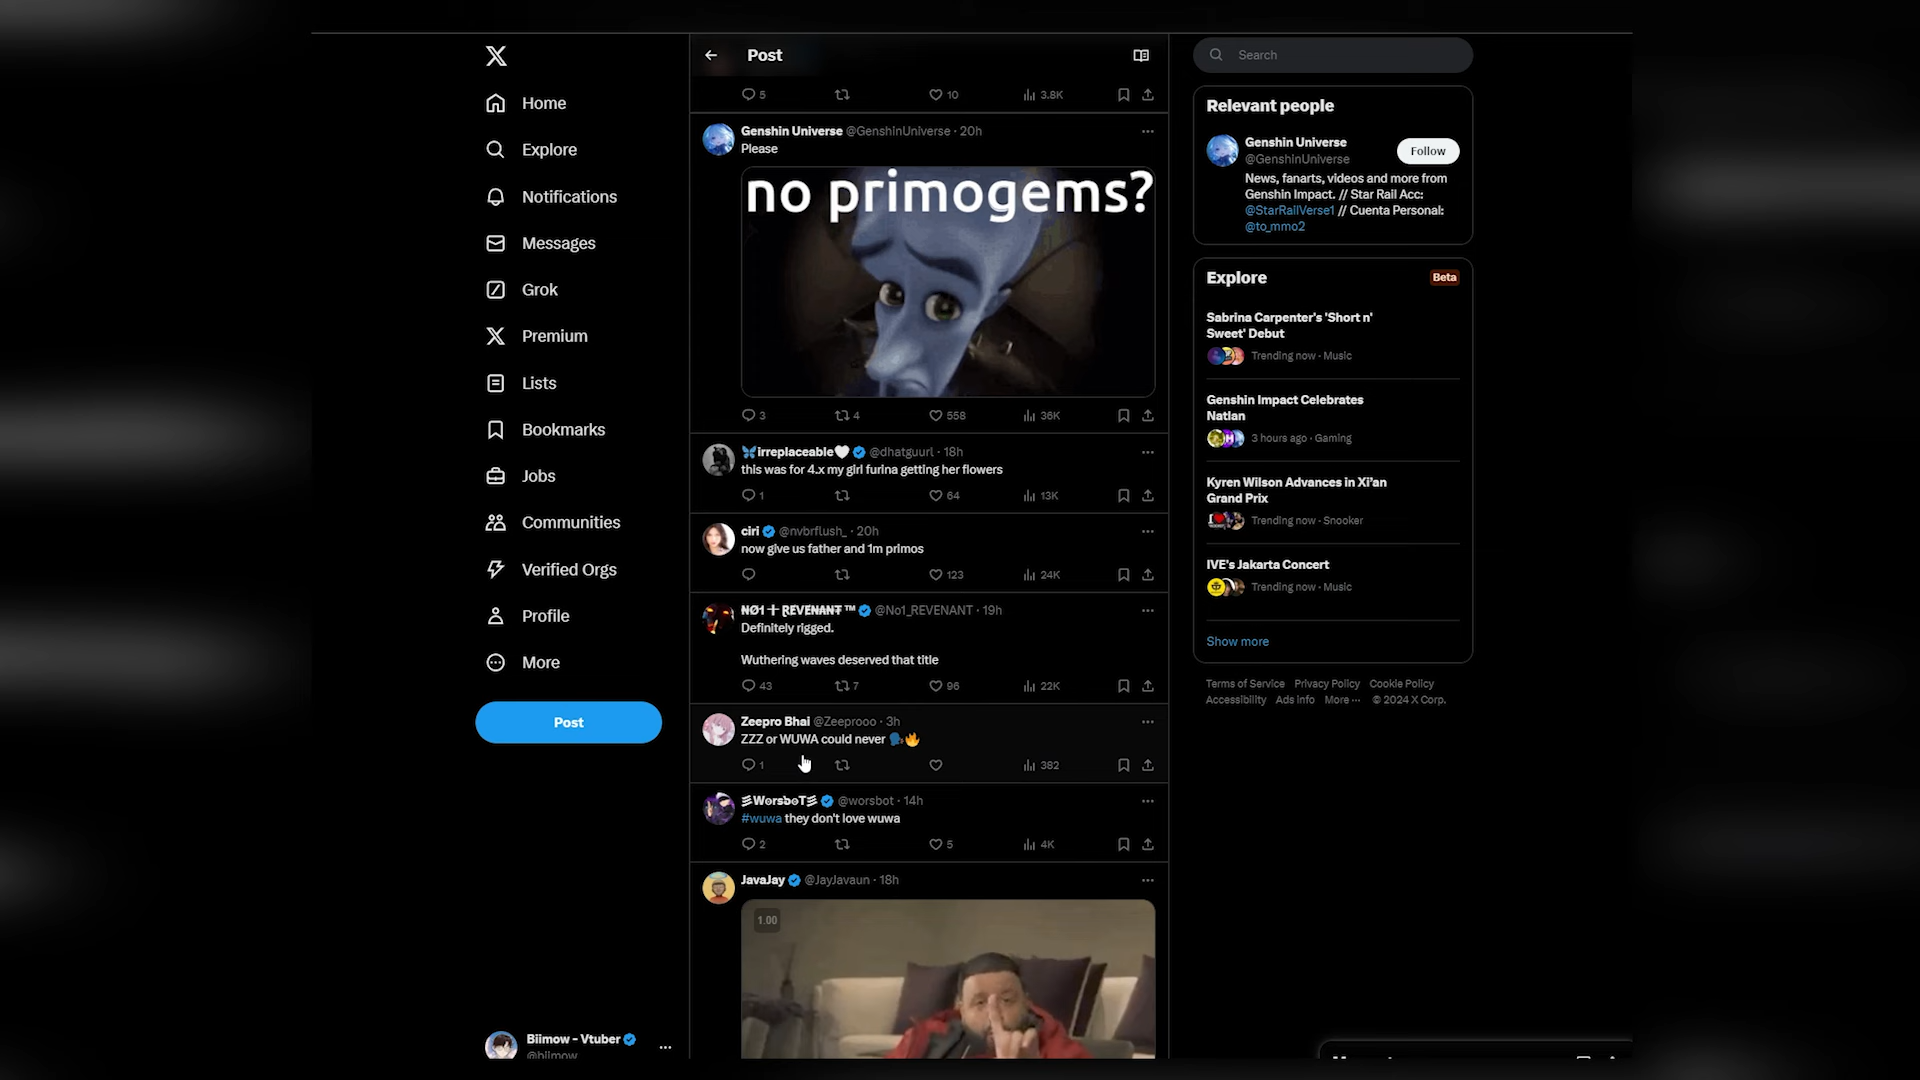 Home
Explore
Notifications
Messages
Grok
Premium
Lists
Bookmarks
Jobs
Communities
Verified Orgs
Profile
More
Post
Biimow - Vtuber
@biimow
Post
5 10 3.8K
Genshin Universe @GenshinUniverse · 20h
Please
no primogems?
3 4 558 36K
irreplaceable @dhatguurl · 18h
this was for 4.x my girl furina getting her flowers
1 64 13K
ciri @nvbrflush_ · 20h
now give us father and 1m primos
123 24K
NØ1 REVENANT ™ @No1_REVENANT · 19h
Definitely rigged.
Wuthering waves deserved that title
43 7 96 22K
Zeepro Bhai @Zeeprooo · 3h
ZZZ or WUWA could never 🗣️🔥
1 382
WorsboT @worsbot · 14h
#wuwa they don't love wuwa
2 5 4K
JavaJay @JayJavaun · 18h
1.00
Search
Relevant people
Genshin Universe
@GenshinUniverse
Follow
News, fanarts, videos and more from
Genshin Impact. // Star Rail Acc:
@StarRailVerse1 // Cuenta Personal:
@to_mmo2
Explore
Beta
Sabrina Carpenter's 'Short n'
Sweet' Debut
Trending now · Music
Genshin Impact Celebrates
Natlan
3 hours ago · Gaming
Kyren Wilson Advances in Xi'an
Grand Prix
Trending now · Snooker
IVE's Jakarta Concert
Trending now · Music
Show more
Terms of Service Privacy Policy Cookie Policy
Accessibility Ads info More ··· © 2024 X Corp.